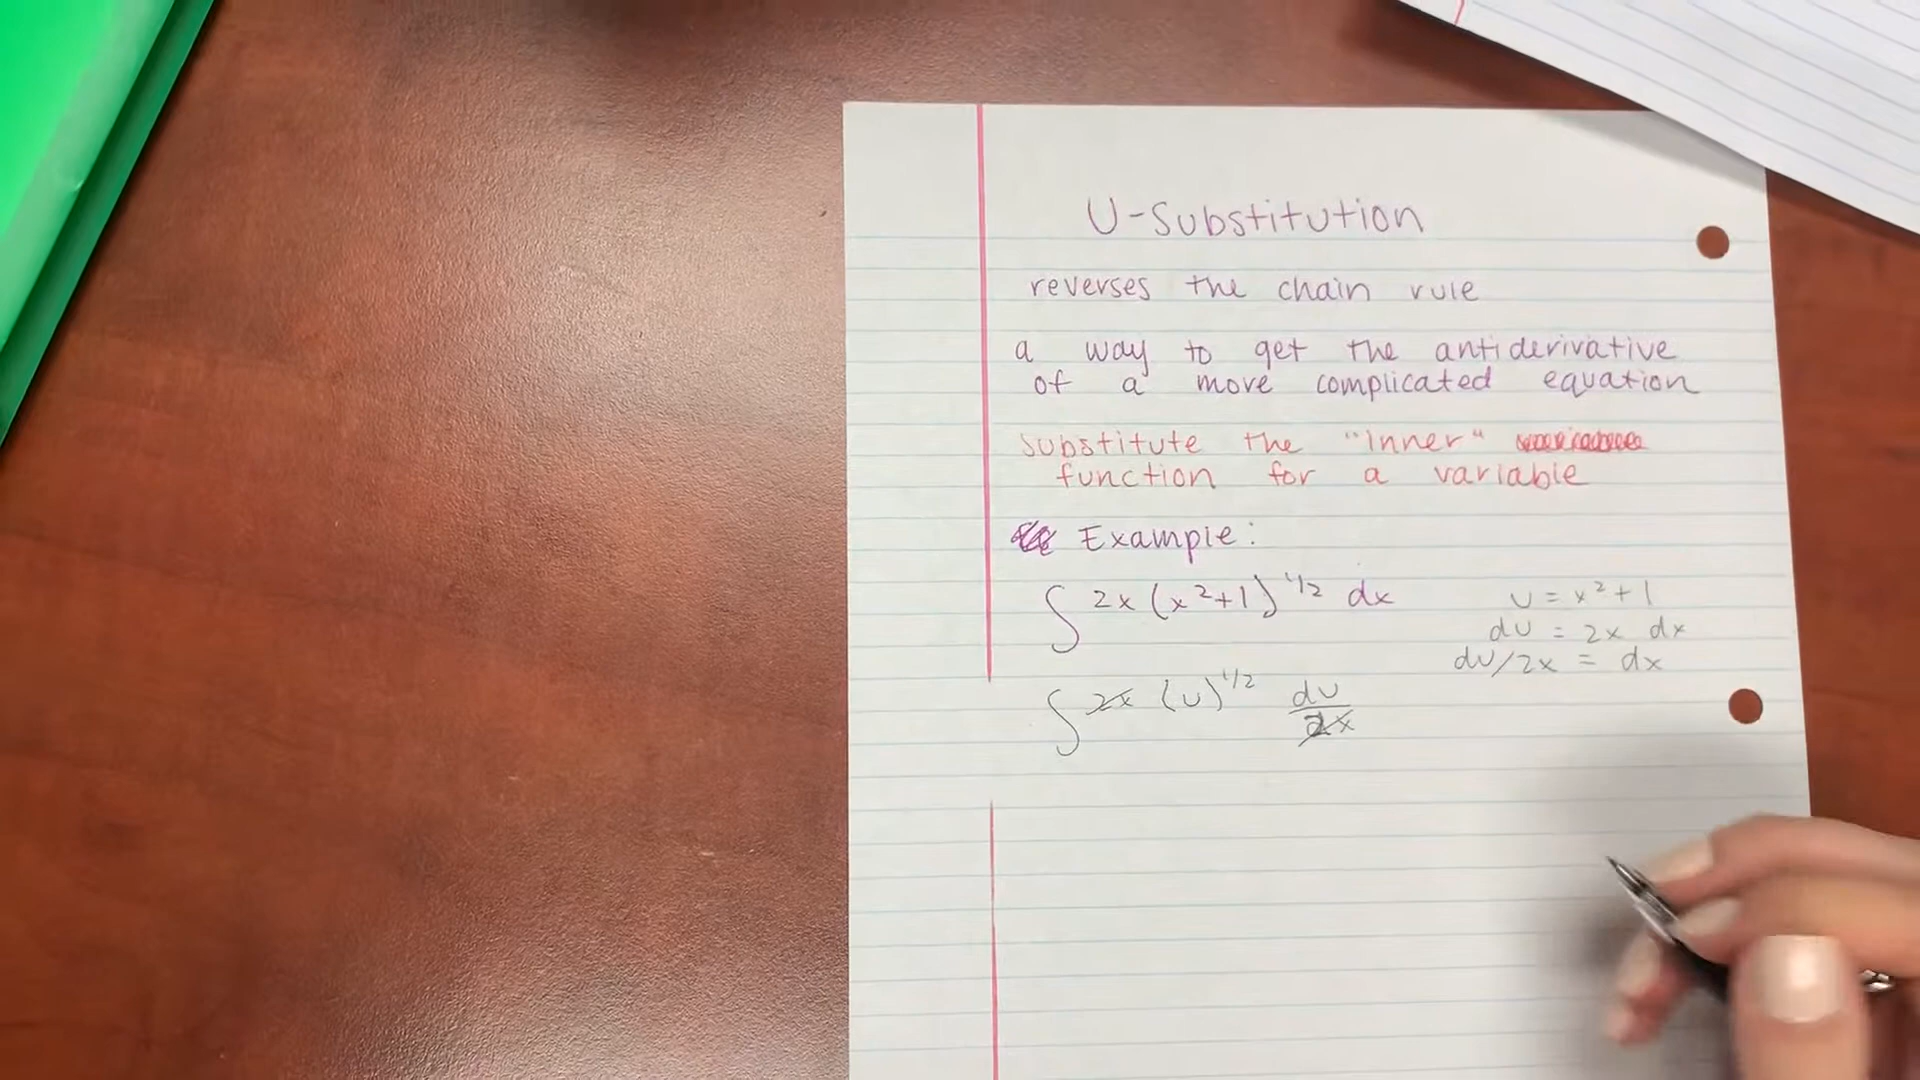 U-Substitution
reverses the chain rule
a way to get the antiderivative
of a more complicated equation
substitute the "inner"
function for a variable
Example:
∫ 2x (x²+1)^1/2 dx
u = x²+1
du = 2x dx
du/2x = dx
∫ 2x (u)^1/2 du/2x